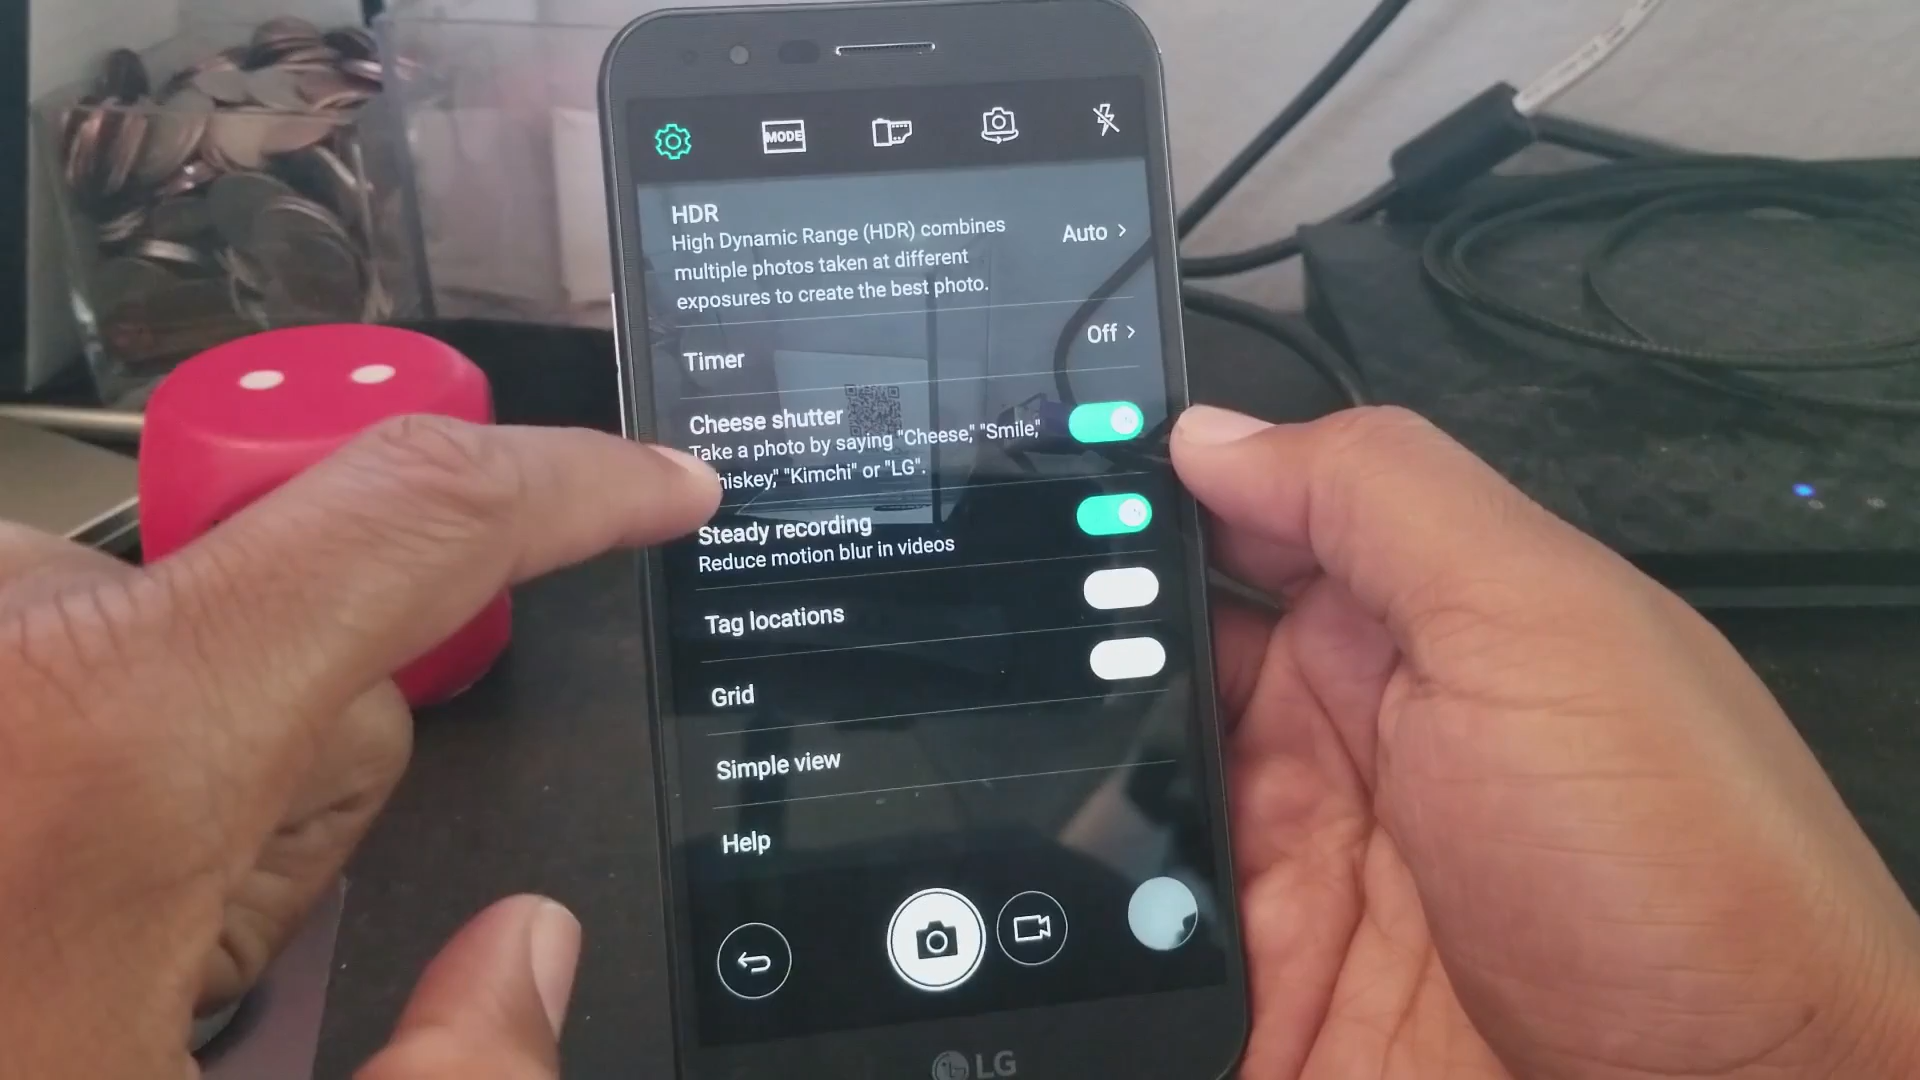 MODE
HDR
High Dynamic Range (HDR) combines
multiple photos taken at different
exposures to create the best photo.
Auto
Timer
Off
Cheese shutter
Take a photo by saying "Cheese," "Smile,"
hiskey," "Kimchi" or "LG".
Steady recording
Reduce motion blur in videos
Tag locations
Grid
Simple view
Help
LG